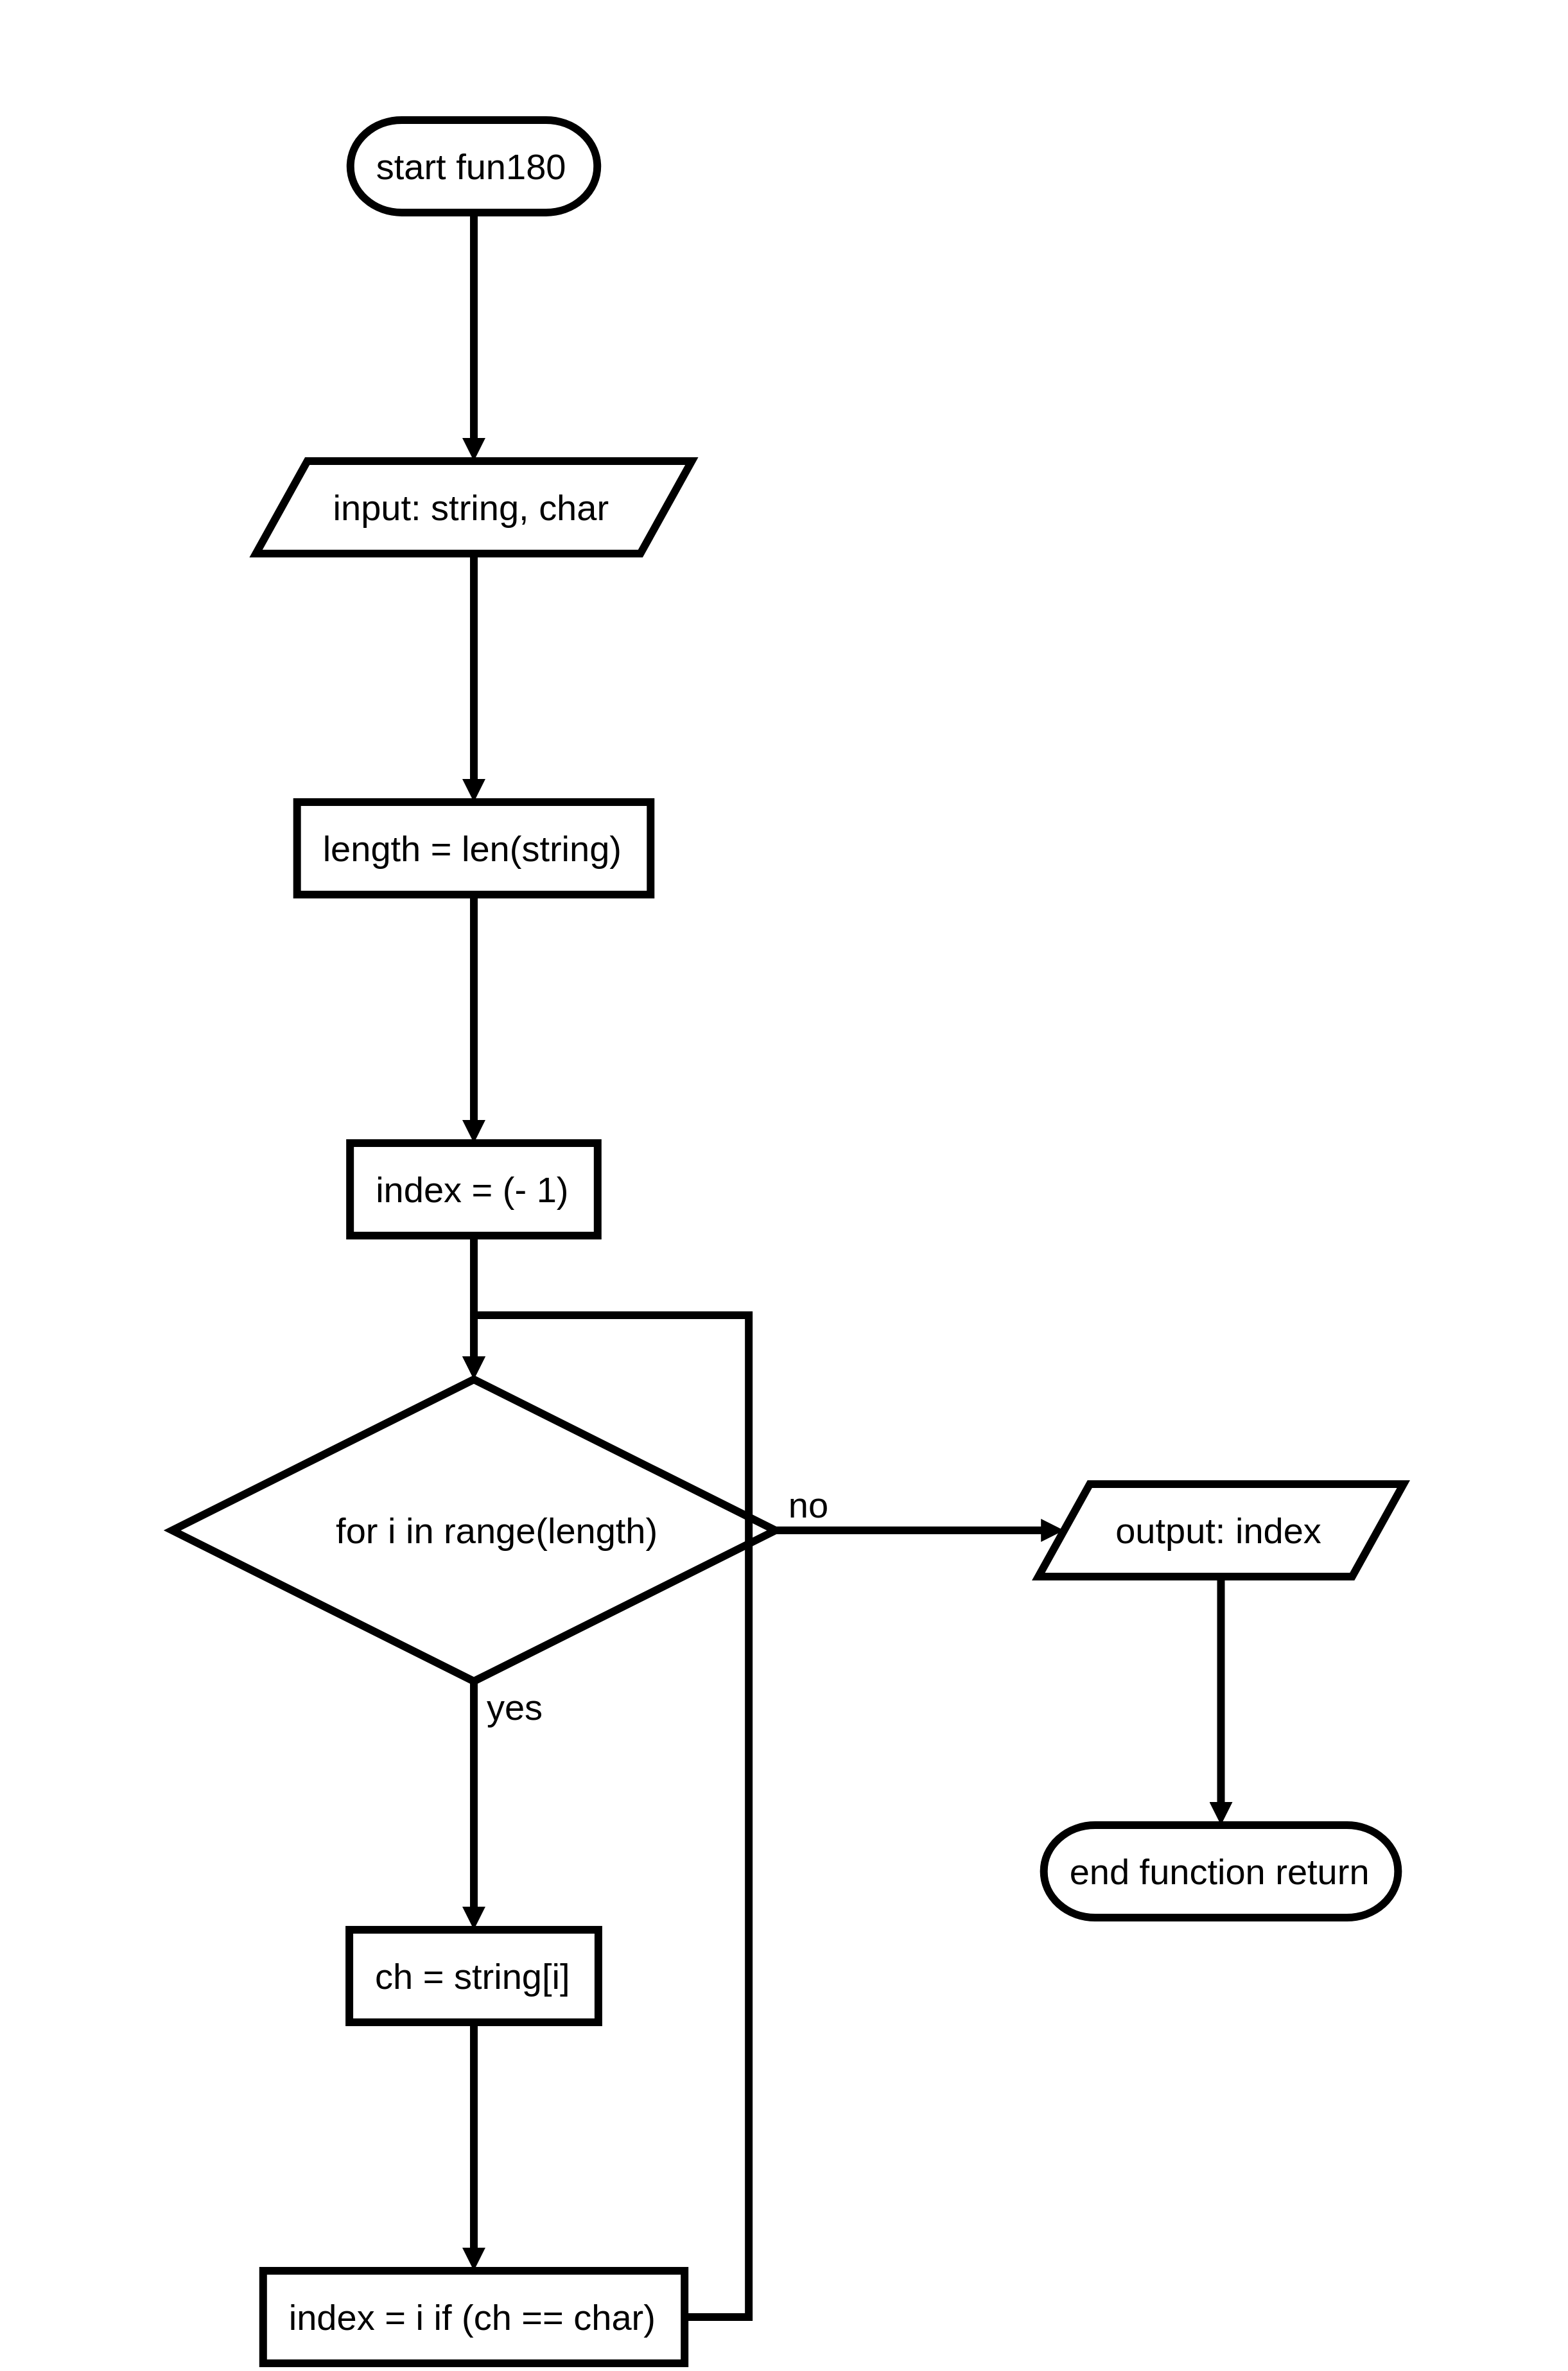 start fun180
input: string, char
length = len(string)
index = (- 1)
for i in range(length)
no
output: index
yes
end function return
ch = string[i]
index = i if (ch == char)